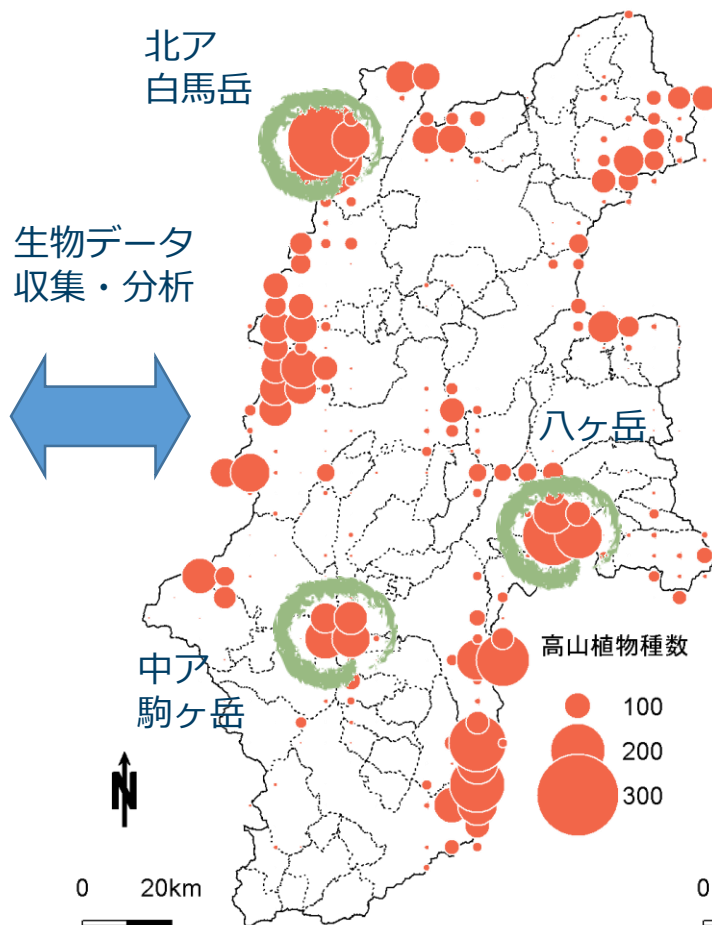 北ア
白馬岳
生物データ
収集・分析
八ヶ岳
中ア
駒ヶ岳
高山植物種数
100
200
300
N
0 20km
0